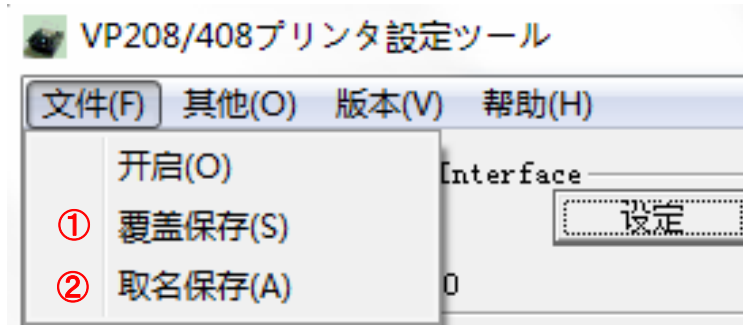 VP208/408プリンタ設定ツール
文件(F) 其他(O) 版本(V) 帮助(H)
开启(O)
Interface
① 覆盖保存(S)
设定
② 取名保存(A)
0